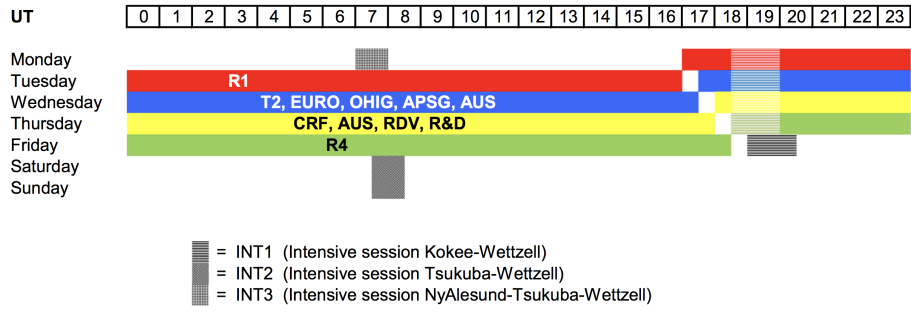 UT 0 1 2 3 4 5 6 7 8 9 10 11 12 13 14 15 16 17 18 19 20 21 22 23
Monday
Tuesday R1
Wednesday T2, EURO, OHIG, APSG, AUS
Thursday CRF, AUS, RDV, R&D
Friday R4
Saturday
Sunday
= INT1 (Intensive session Kokee-Wettzell)
= INT2 (Intensive session Tsukuba-Wettzell)
= INT3 (Intensive session NyAlesund-Tsukuba-Wettzell)